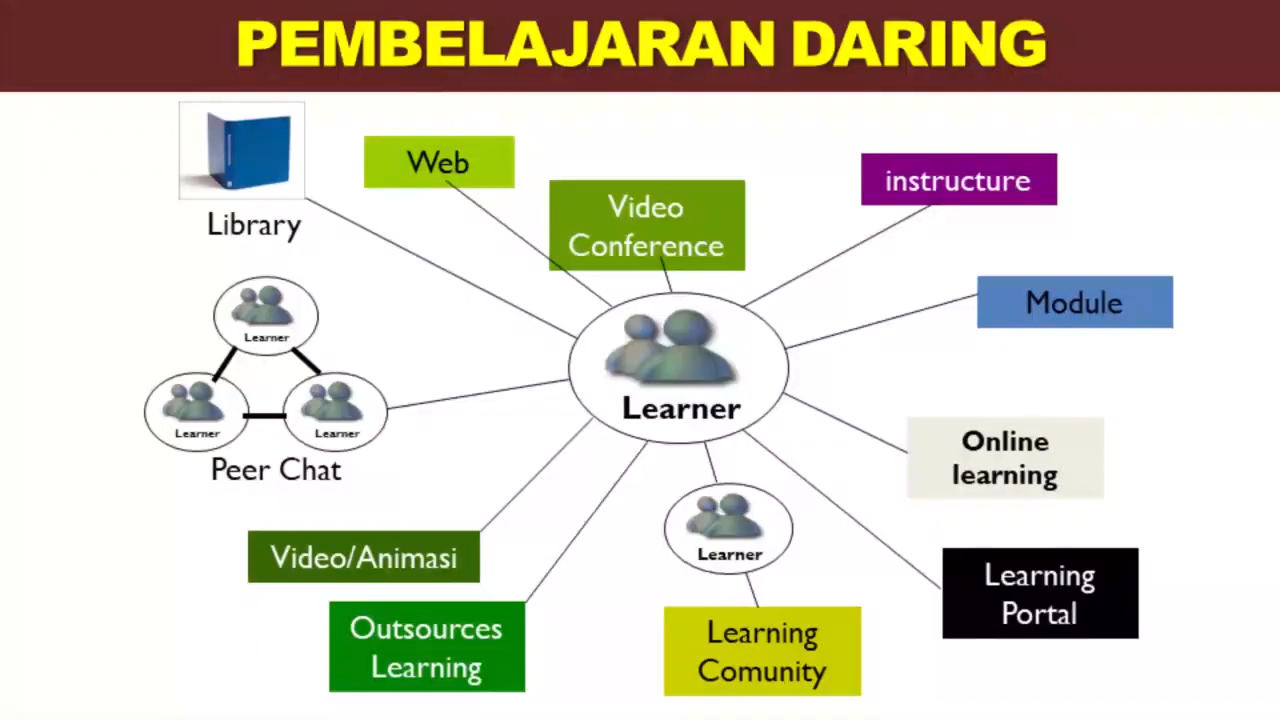 PEMBELAJARAN DARING
Library
Web
Video
Conference
instructure
Module
Learner
Learner
Learner
Peer Chat
Learner
Online
learning
Video/Animasi
Learner
Learning
Portal
Outsources
Learning
Learning
Comunity